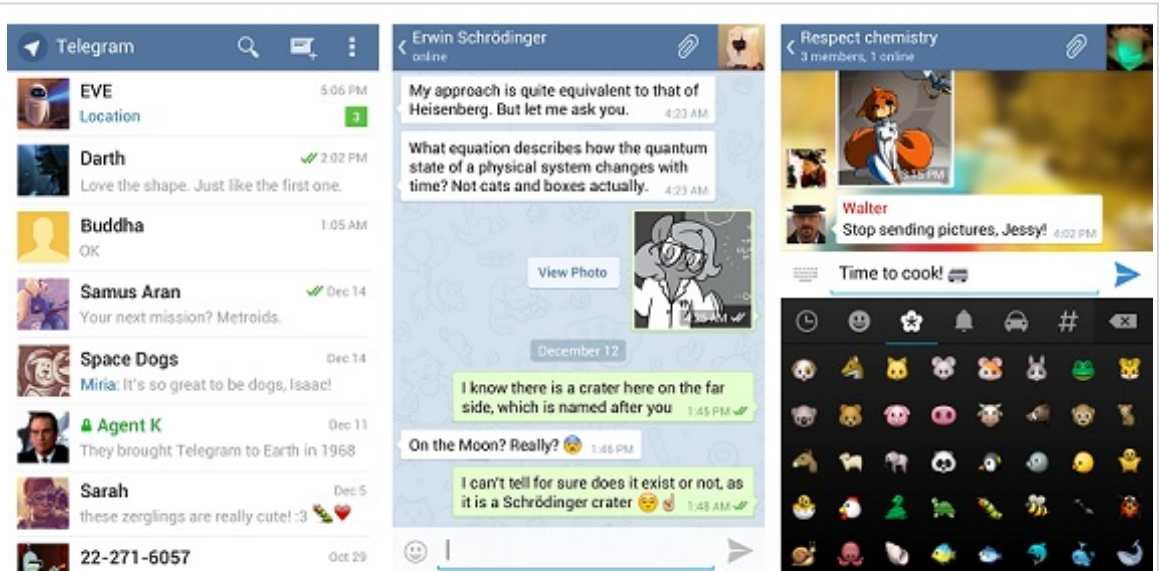 Telegram
EVE
5:06 PM
Location
3
Darth
2:02 PM
Love the shape. Just like the first one.
Buddha
1:05 AM
OK
Samus Aran
Dec 14
Your next mission? Metroids.
Space Dogs
Dec 14
Miria: It's so great to be dogs, Isaac!
Agent K
Dec 11
They brought Telegram to Earth in 1968
Sarah
Dec 5
these zerglings are really cute! :3 🐛❤️
22-271-6057
Oct 29
Erwin Schrödinger
online
My approach is quite equivalent to that of
Heisenberg. But let me ask you.
4:23 AM
What equation describes how the quantum
state of a physical system changes with
time? Not cats and boxes actually.
4:23 AM
View Photo
December 12
I know there is a crater here on the far
side, which is named after you
1:45 PM
On the Moon? Really? 😨
1:46 PM
I can't tell for sure does it exist or not, as
it is a Schrödinger crater 😌☝️
1:48 AM
Respect chemistry
3 members, 1 online
3:15 PM
Walter
Stop sending pictures, Jessy!
4:02 PM
Time to cook! 🚐
#